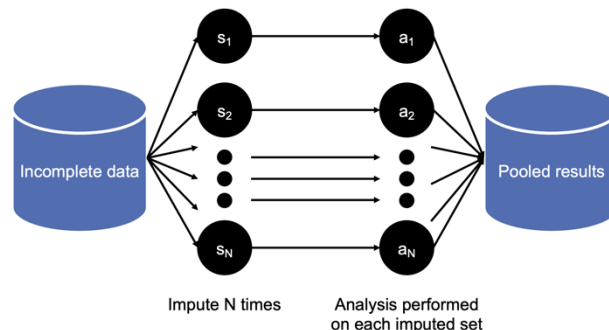 s1 a1
s2 a2
Incomplete data
Pooled results
sN aN
Impute N times
Analysis performed
on each imputed set